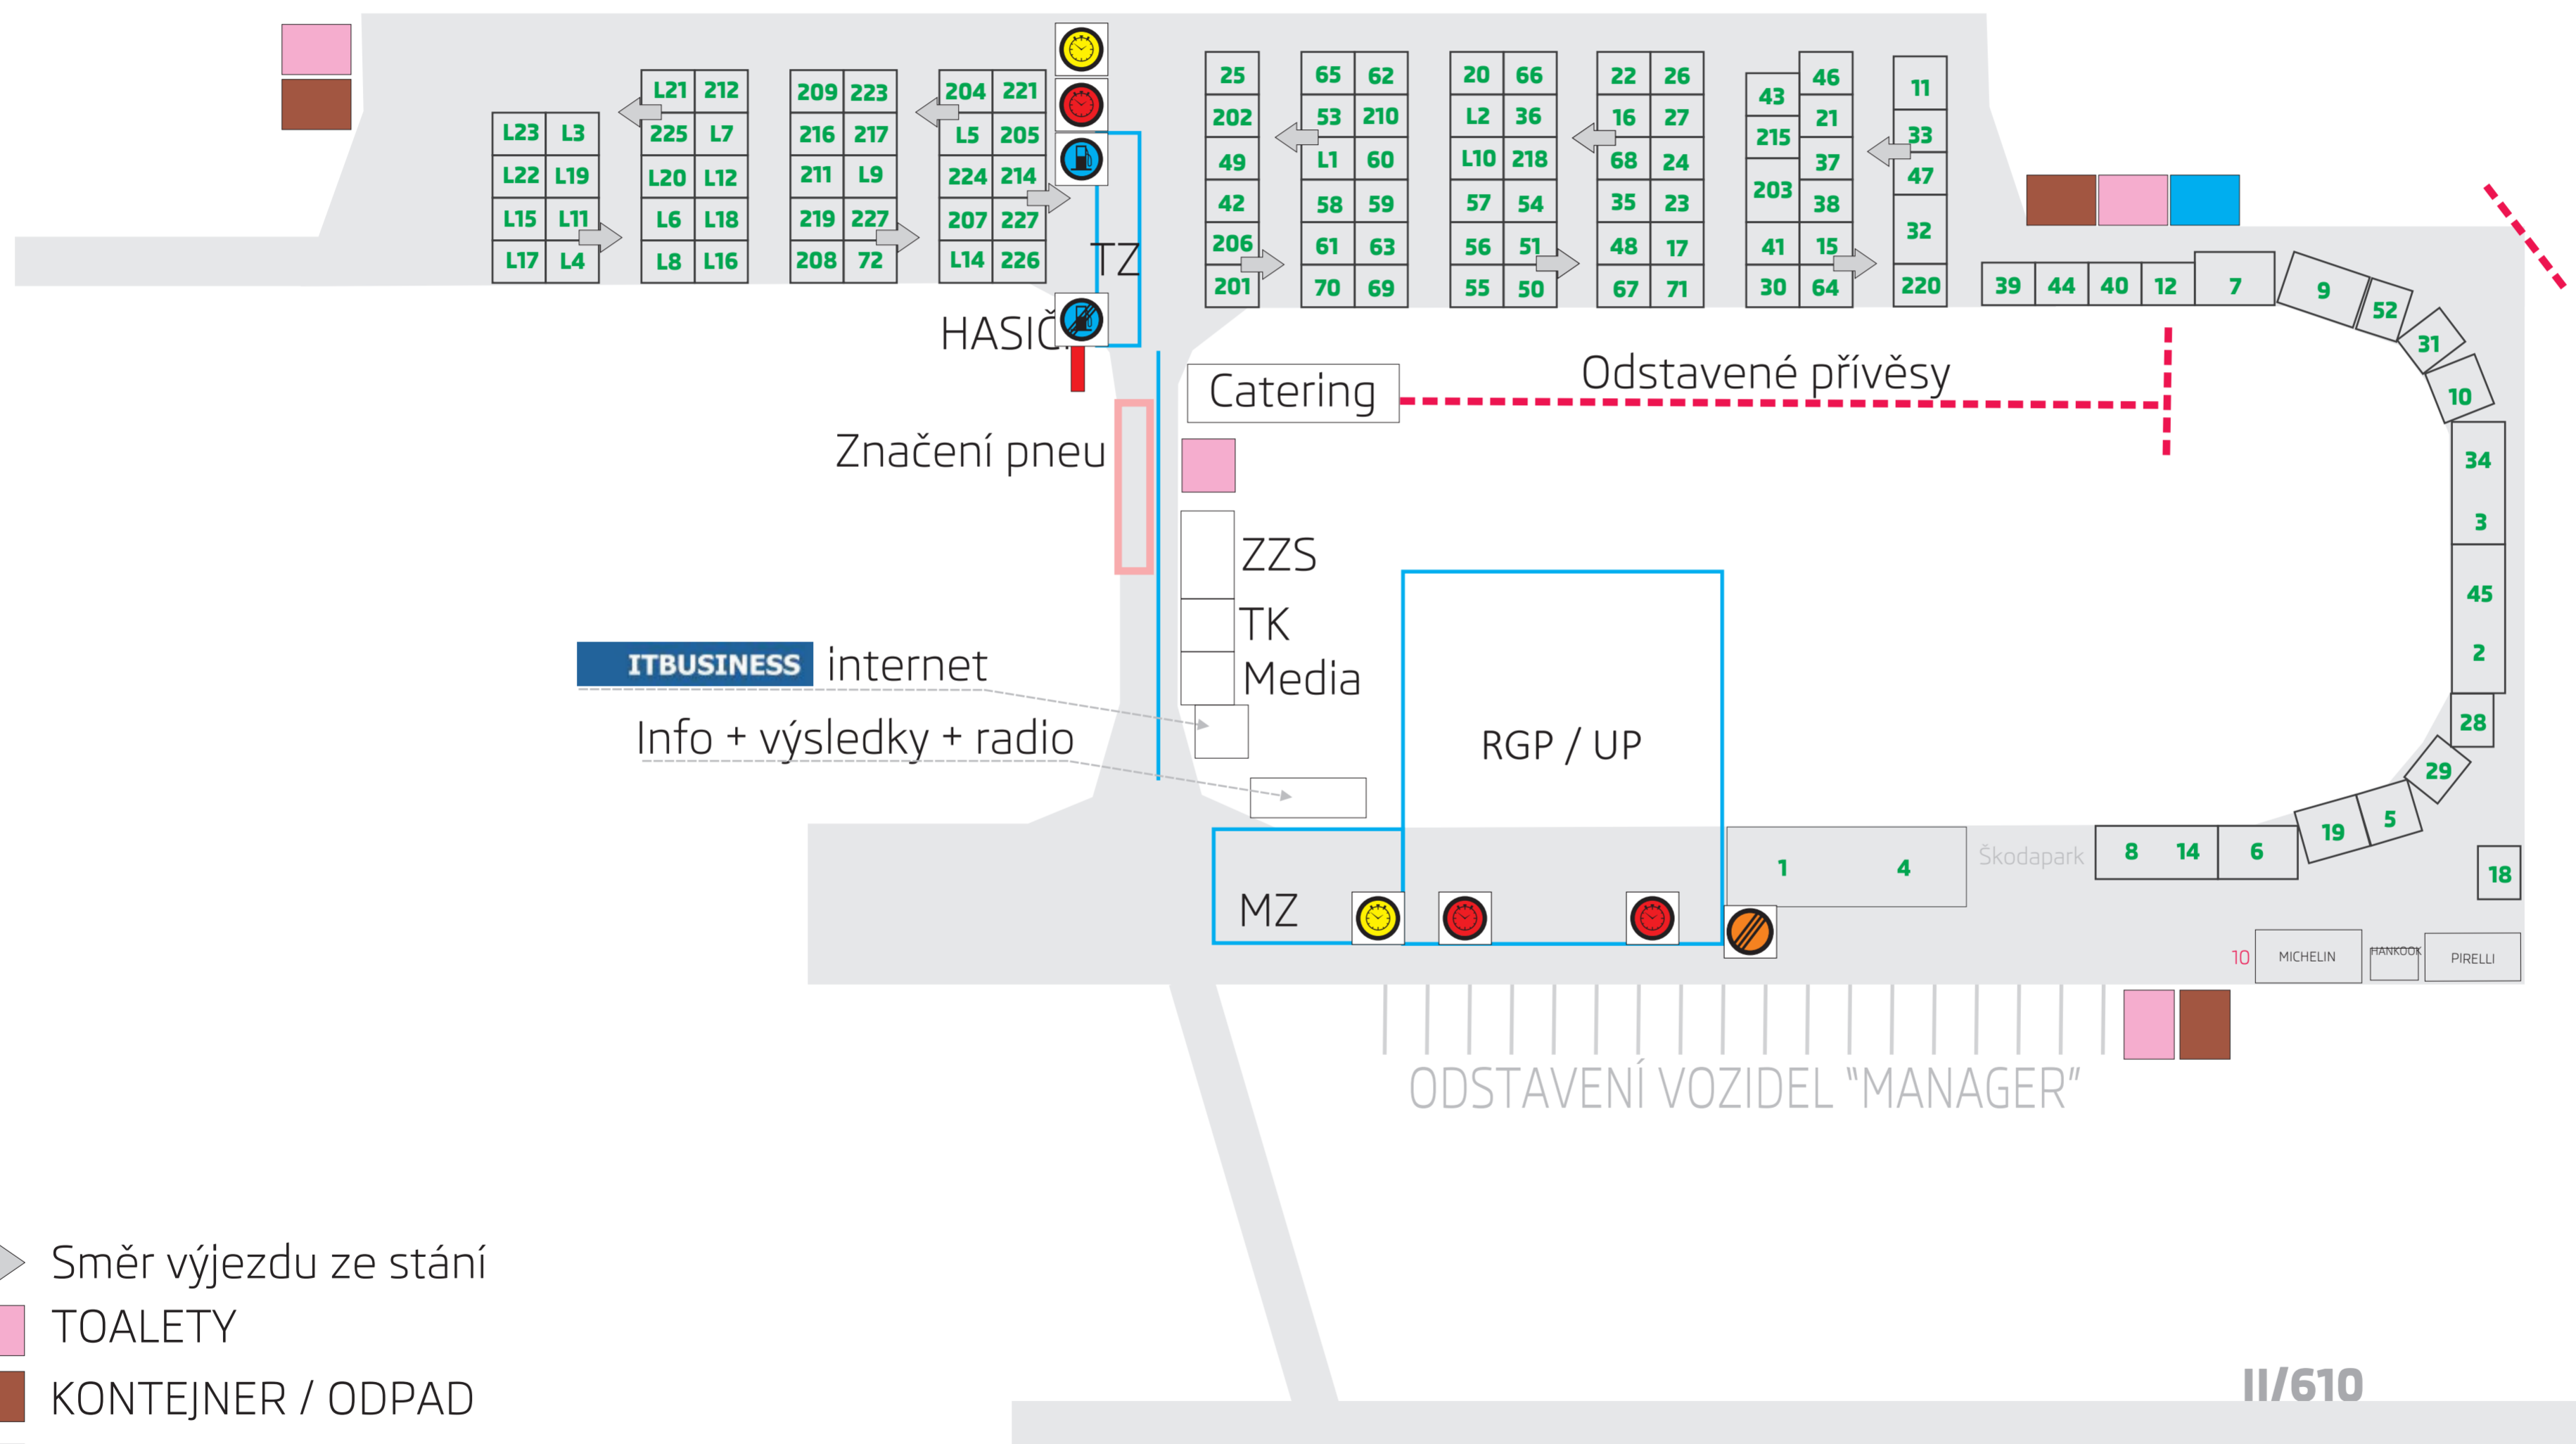 L23 L3
L22 L19
L15 L11
L17 L4
L21 212
225 L7
L20 L12
L6 L18
L8 L16
209 223
216 217
211 L9
219 227
208 72
204 221
L5 205
224 214
207 227
L14 226
TZ
25
202
49
42
206
201
65 62
53 210
L1 60
58 59
61 63
70 69
20 66
L2 36
L10 218
57 54
56 51
55 50
22 26
16 27
68 24
35 23
48 17
67 71
43
215
203
41
30
46
21
37
38
15
64
11
33
47
32
220
39 44 40 12 7
9
52
31
10
34
3
45
2
28
29
5
19
6
8 14
18
HASIČ
Catering
Odstavené přívěsy
Značení pneu
ZZS
TK
Media
ITBUSINESS internet
Info + výsledky + radio
RGP / UP
MZ
1 4
Škodapark
10
MICHELIN
HANKOOK
PIRELLI
ODSTAVENÍ VOZIDEL "MANAGER"
Směr výjezdu ze stání
TOALETY
KONTEJNER / ODPAD
II/610